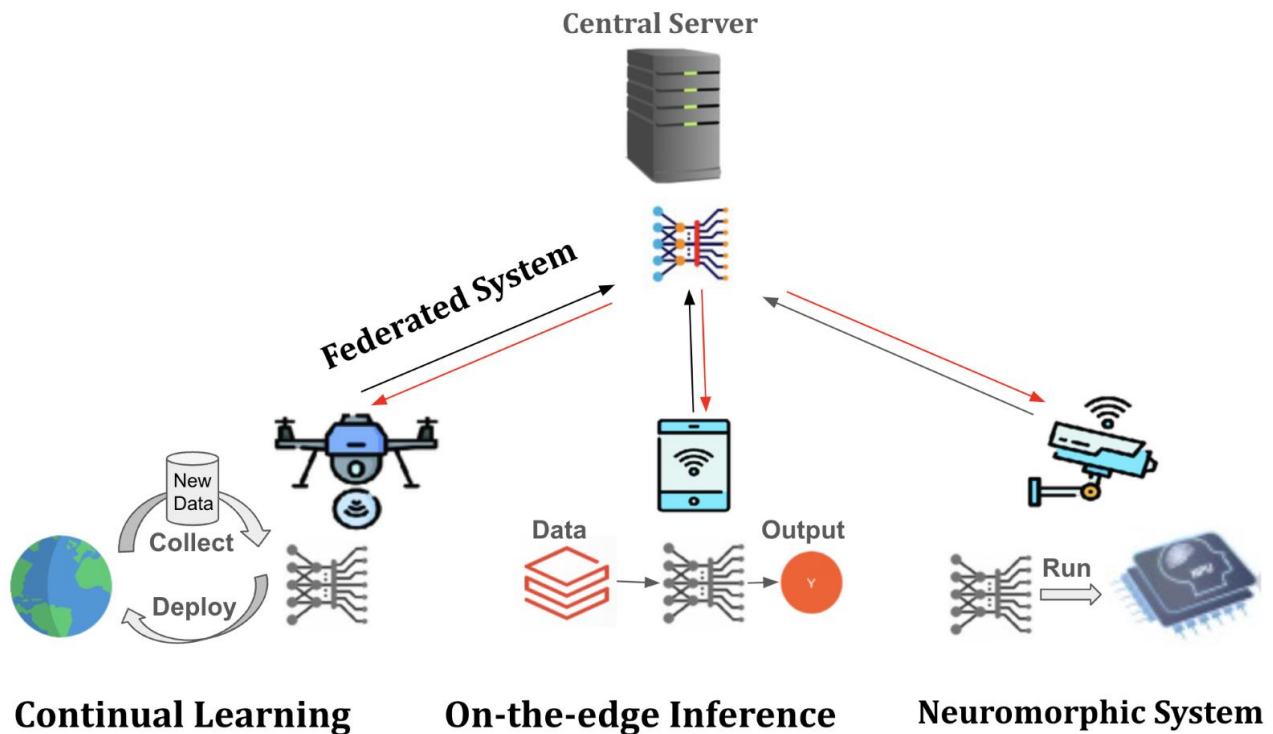 Central Server
Federated System
New
Data
Collect
Deploy
Data
Output
Y
Run
NPU
Continual Learning
On-the-edge Inference
Neuromorphic System